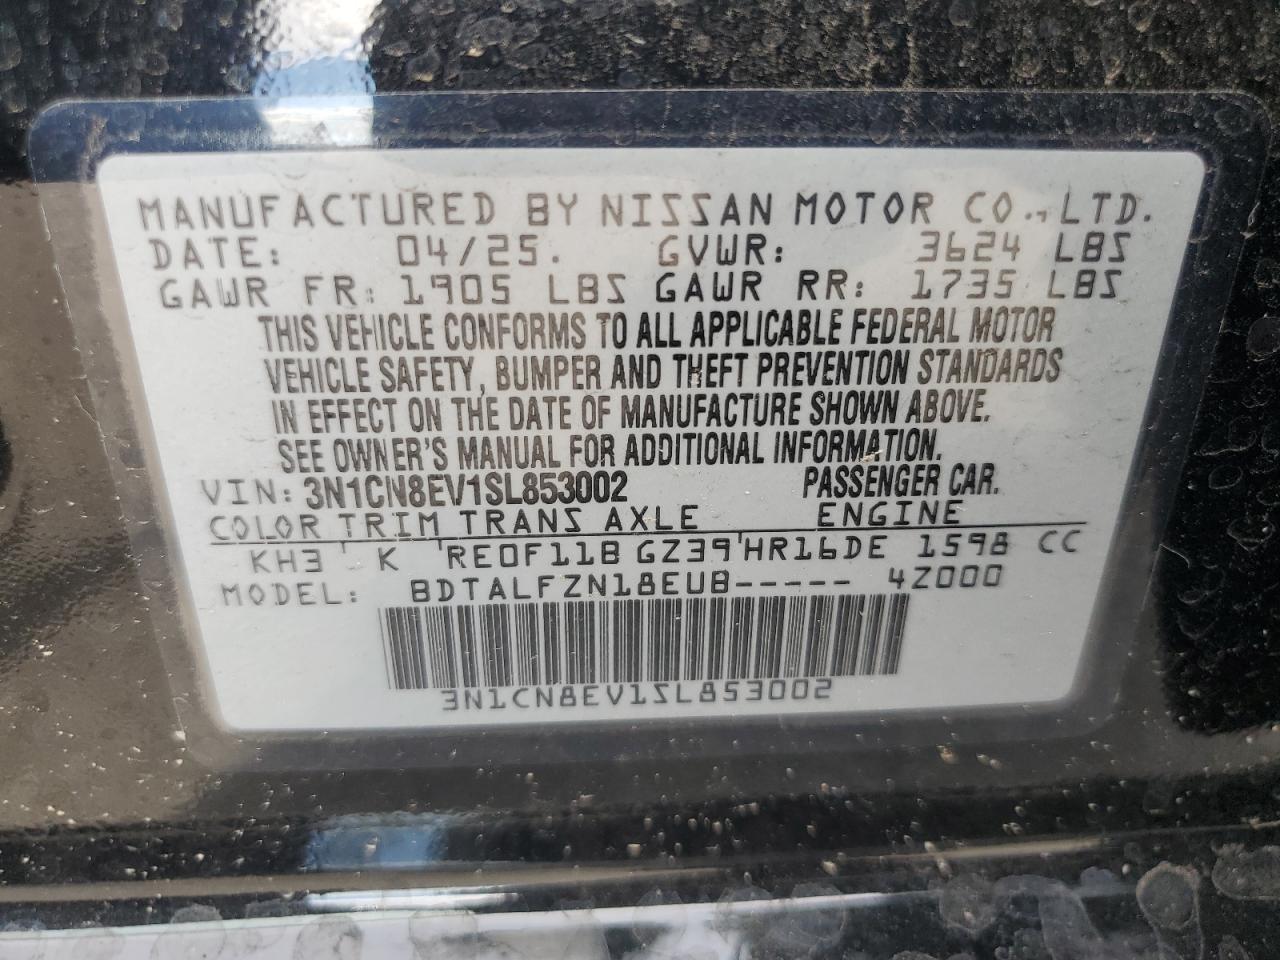 MANUFACTURED BY NISSAN MOTOR CO., LTD.
DATE: 04/25. GVWR: 3624 LBS
GAWR FR: 1905 LBS GAWR RR: 1735 LBS
THIS VEHICLE CONFORMS TO ALL APPLICABLE FEDERAL MOTOR
VEHICLE SAFETY, BUMPER AND THEFT PREVENTION STANDARDS
IN EFFECT ON THE DATE OF MANUFACTURE SHOWN ABOVE.
SEE OWNER'S MANUAL FOR ADDITIONAL INFORMATION.
VIN: 3N1CN8EV1SL853002 PASSENGER CAR.
COLOR TRIM TRANS AXLE ENGINE
KH3 ' K ' RE0F11B GZ39 ' HR16DE 1598 CC
MODEL: BDTALFZN18EUB----- 4Z000
3N1CN8EV1SL853002